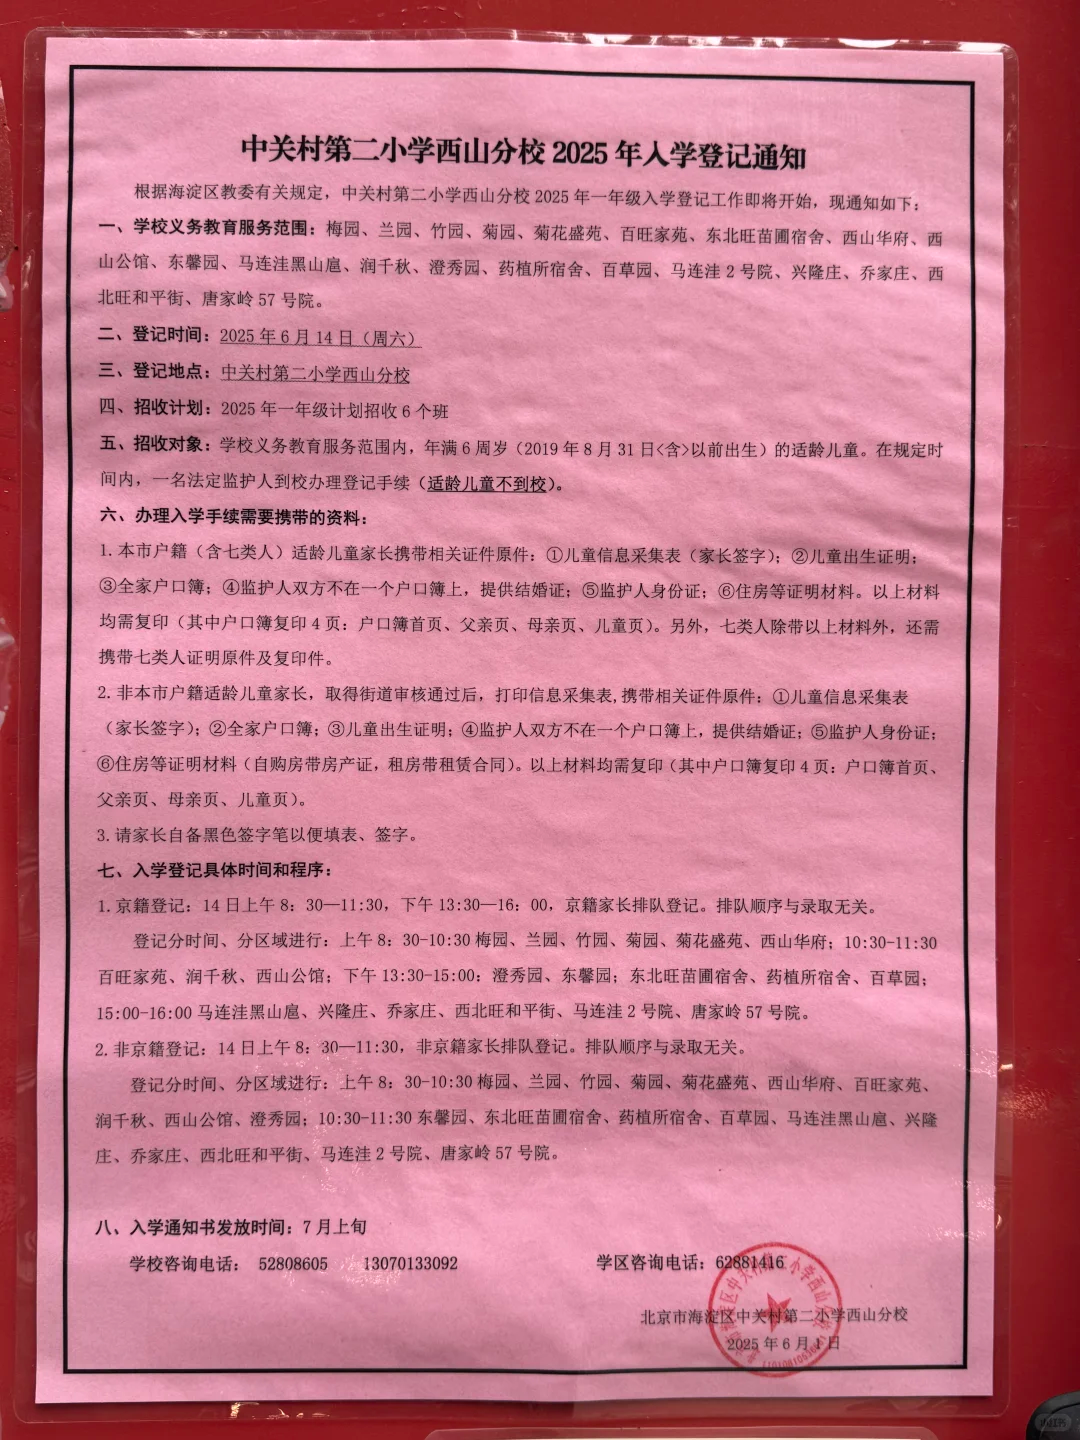 中关村第二小学西山分校 2025 年入学登记通知
根据海淀区教委有关规定，中关村第二小学西山分校 2025 年一年级入学登记工作即将开始，现通知如下：
一、学校义务教育服务范围：梅园、兰园、竹园、菊园、菊花盛苑、百旺家苑、东北旺苗圃宿舍、西山华府、西
山公馆、东馨园、马连洼黑山扈、润千秋、澄秀园、药植所宿舍、百草园、马连洼 2 号院、兴隆庄、乔家庄、西
北旺和平街、唐家岭 57 号院。
二、登记时间：2025 年 6 月 14 日（周六）
三、登记地点：中关村第二小学西山分校
四、招收计划：2025 年一年级计划招收 6 个班
五、招收对象：学校义务教育服务范围内，年满 6 周岁（2019 年 8 月 31 日<含>以前出生）的适龄儿童。在规定时
间内，一名法定监护人到校办理登记手续（适龄儿童不到校）。
六、办理入学手续需要携带的资料：
1.本市户籍（含七类人）适龄儿童家长携带相关证件原件：①儿童信息采集表（家长签字）；②儿童出生证明；
③全家户口簿；④监护人双方不在一个户口簿上，提供结婚证；⑤监护人身份证；⑥住房等证明材料。以上材料
均需复印（其中户口簿复印 4 页：户口簿首页、父亲页、母亲页、儿童页）。另外，七类人除带以上材料外，还需
携带七类人证明原件及复印件。
2.非本市户籍适龄儿童家长，取得街道审核通过后，打印信息采集表,携带相关证件原件：①儿童信息采集表
（家长签字）；②全家户口簿；③儿童出生证明；④监护人双方不在一个户口簿上，提供结婚证；⑤监护人身份证；
⑥住房等证明材料（自购房带房产证，租房带租赁合同）。以上材料均需复印（其中户口簿复印 4 页：户口簿首页、
父亲页、母亲页、儿童页）。
3.请家长自备黑色签字笔以便填表、签字。
七、入学登记具体时间和程序：
1.京籍登记：14 日上午 8：30—11:30，下午 13:30—16：00，京籍家长排队登记。排队顺序与录取无关。
登记分时间、分区域进行：上午 8：30-10:30 梅园、兰园、竹园、菊园、菊花盛苑、西山华府；10:30-11:30
百旺家苑、润千秋、西山公馆；下午 13:30-15:00：澄秀园、东馨园；东北旺苗圃宿舍、药植所宿舍、百草园；
15:00-16:00 马连洼黑山扈、兴隆庄、乔家庄、西北旺和平街、马连洼 2 号院、唐家岭 57 号院。
2.非京籍登记：14 日上午 8：30—11:30，非京籍家长排队登记。排队顺序与录取无关。
登记分时间、分区域进行：上午 8：30-10:30 梅园、兰园、竹园、菊园、菊花盛苑、西山华府、百旺家苑、
润千秋、西山公馆、澄秀园；10:30-11:30 东馨园、东北旺苗圃宿舍、药植所宿舍、百草园、马连洼黑山扈、兴隆
庄、乔家庄、西北旺和平街、马连洼 2 号院、唐家岭 57 号院。
八、入学通知书发放时间：7 月上旬
学校咨询电话： 52808605 13070133092 学区咨询电话：62881416
北京市海淀区中关村第二小学西山分校
2025 年 6 月 1 日